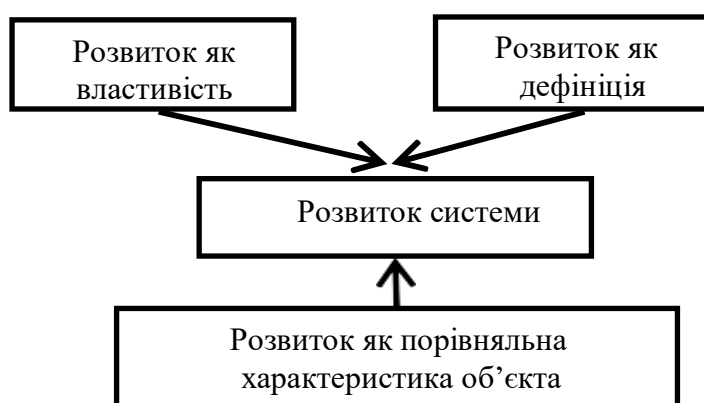 Розвиток як
властивість
Розвиток як
дефініція
Розвиток системи
Розвиток як порівняльна
характеристика об’єкта